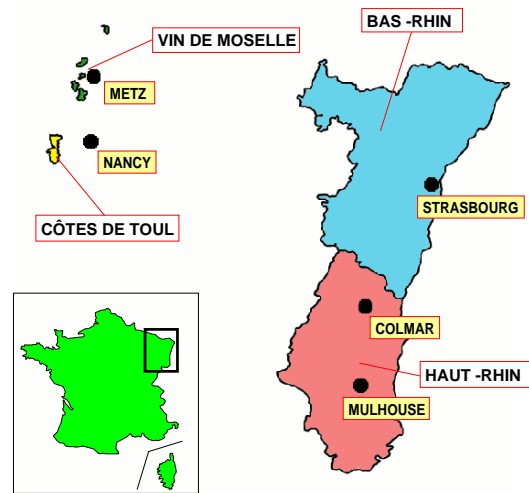 BAS -RHIN
VIN DE MOSELLE
METZ
NANCY
STRASBOURG
CÔTES DE TOUL
COLMAR
HAUT -RHIN
MULHOUSE